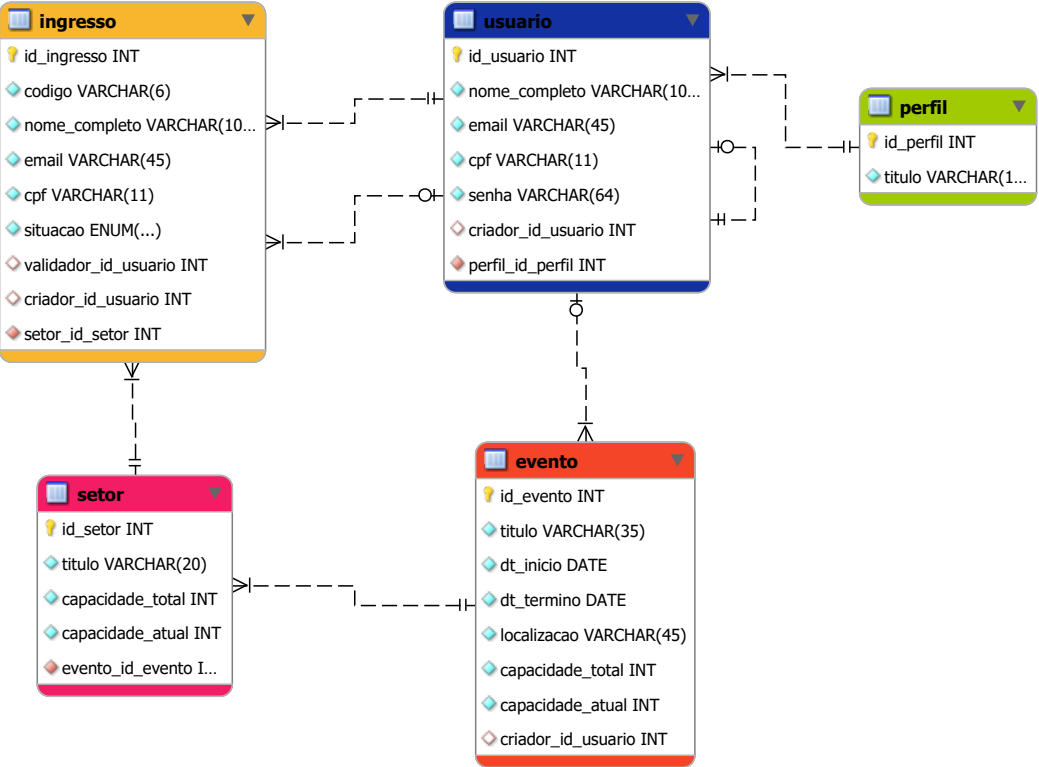 ingresso
id_ingresso INT
codigo VARCHAR(6)
nome_completo VARCHAR(10...
email VARCHAR(45)
cpf VARCHAR(11)
situacao ENUM(...)
validador_id_usuario INT
criador_id_usuario INT
setor_id_setor INT
usuario
id_usuario INT
nome_completo VARCHAR(10...
email VARCHAR(45)
cpf VARCHAR(11)
senha VARCHAR(64)
criador_id_usuario INT
perfil_id_perfil INT
perfil
id_perfil INT
titulo VARCHAR(1...
setor
id_setor INT
titulo VARCHAR(20)
capacidade_total INT
capacidade_atual INT
evento_id_evento I...
evento
id_evento INT
titulo VARCHAR(35)
dt_inicio DATE
dt_termino DATE
localizacao VARCHAR(45)
capacidade_total INT
capacidade_atual INT
criador_id_usuario INT